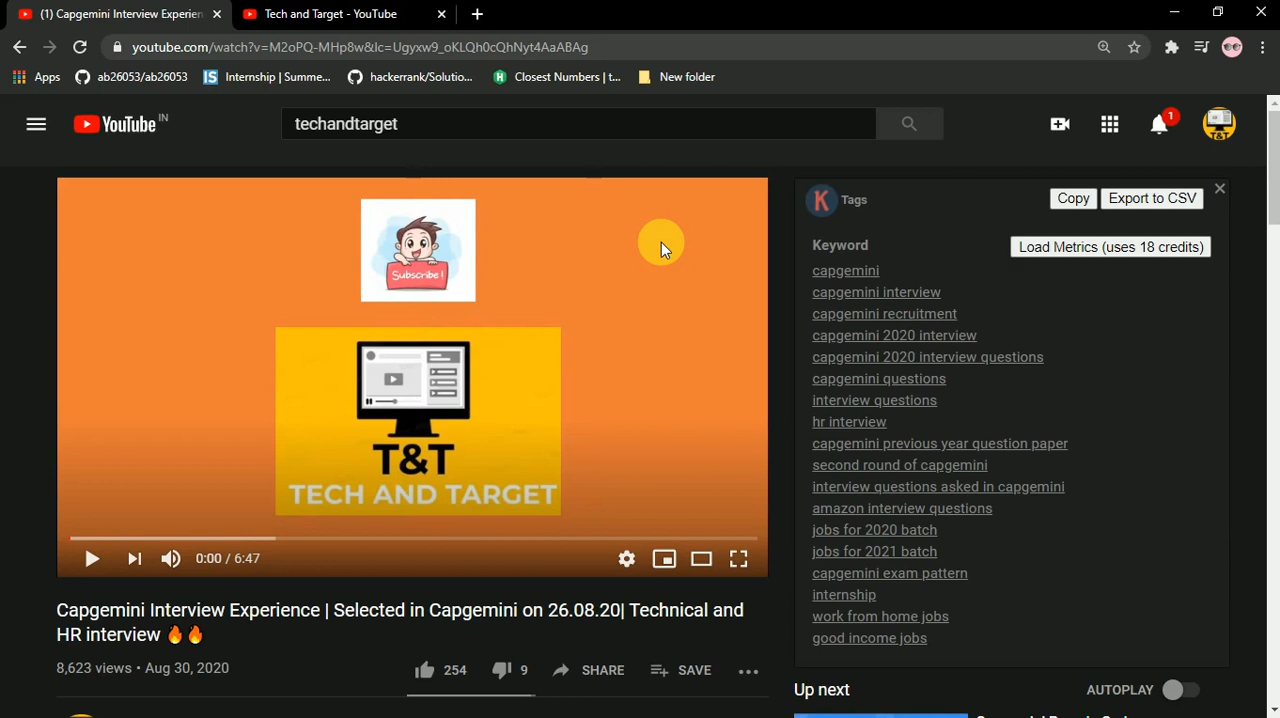 (1) Capgemini Interview Experien
Tech and Target - YouTube
youtube.com/watch?v=M2oPQ-MHp8w&lc=Ugyxw9_oKLQh0cQhNyt4AaABAg
Apps
ab26053/ab26053
IS
Internship | Summe...
hackerrank/Solutio...
H
Closest Numbers | t...
New folder
YouTube IN
techandtarget
1
T&T
Subscribe!
T&T
TECH AND TARGET
0:00 / 6:47
Capgemini Interview Experience | Selected in Capgemini on 26.08.20| Technical and
HR interview 🔥🔥
8,623 views • Aug 30, 2020
254
9
SHARE
SAVE
K
Tags
Copy
Export to CSV
Keyword
Load Metrics (uses 18 credits)
capgemini
capgemini interview
capgemini recruitment
capgemini 2020 interview
capgemini 2020 interview questions
capgemini questions
interview questions
hr interview
capgemini previous year question paper
second round of capgemini
interview questions asked in capgemini
amazon interview questions
jobs for 2020 batch
jobs for 2021 batch
capgemini exam pattern
internship
work from home jobs
good income jobs
Up next
AUTOPLAY